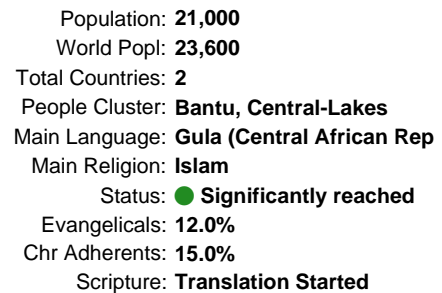 Population: 21,000
World Popl: 23,600
Total Countries: 2
People Cluster: Bantu, Central-Lakes
Main Language: Gula (Central African Rep
Main Religion: Islam
Status: Significantly reached
Evangelicals: 12.0%
Chr Adherents: 15.0%
Scripture: Translation Started